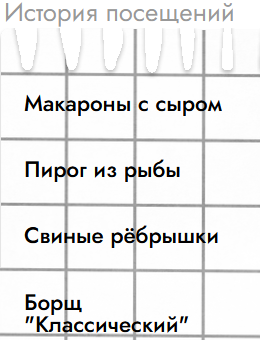 История посещений
Макароны с сыром
Пирог из рыбы
Свиные рёбрышки
Борщ
"Классический"